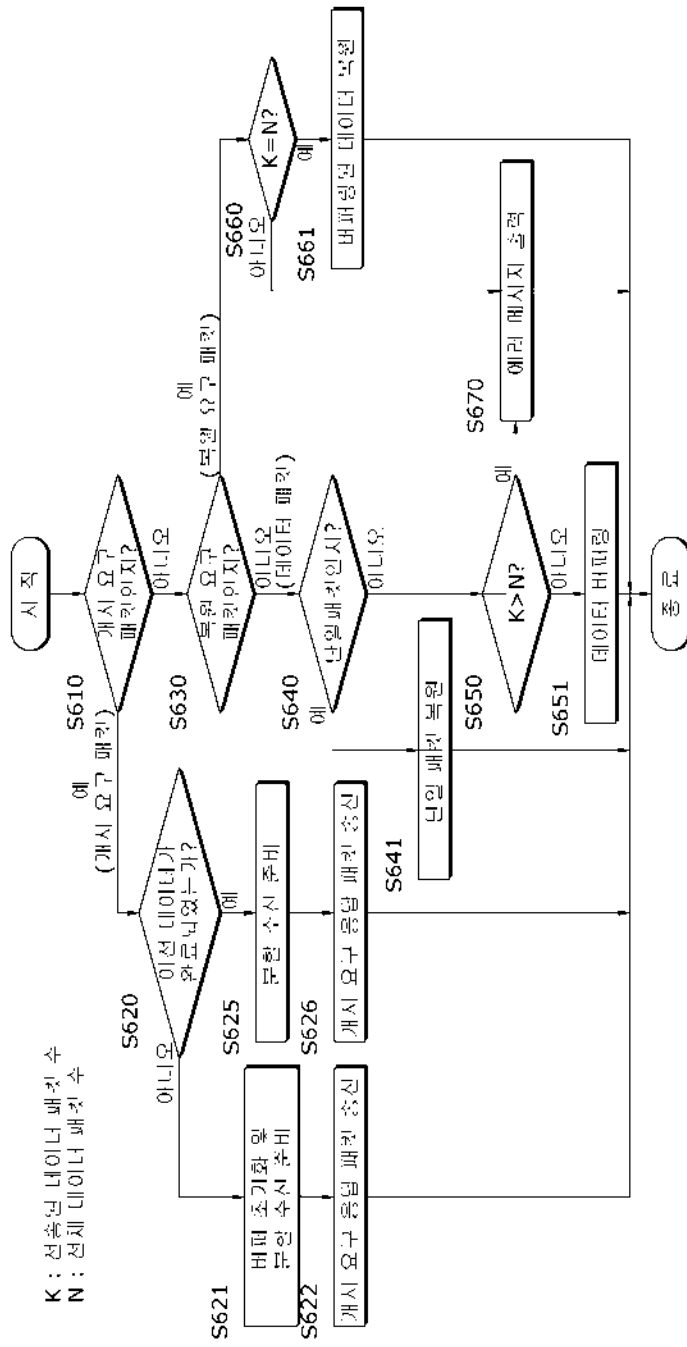 K : 전송된 데이터 패킷 수
N : 전체 데이터 패킷 수
시작
S610
개시 요구
패킷인지?
예
(개시 요구 패킷)
아니오
S620
이전 데이터가
완료되었는가?
아니오
예
S621
버퍼 초기화 및
분할 수신 준비
S622
개시 요구 응답 패킷 송신
S625
분할 수신 준비
S626
개시 요구 응답 패킷 송신
S630
복원 요구
패킷인지?
예
(복원 요구 패킷)
아니오
(데이터 패킷)
S640
단일패킷인지?
예
아니오
S641
단일 패킷 복원
S650
K>N?
예
아니오
S651
데이터 버퍼링
S660
K=N?
아니오
예
S661
버퍼링된 데이터 복원
S670
에러 메시지 출력
종료